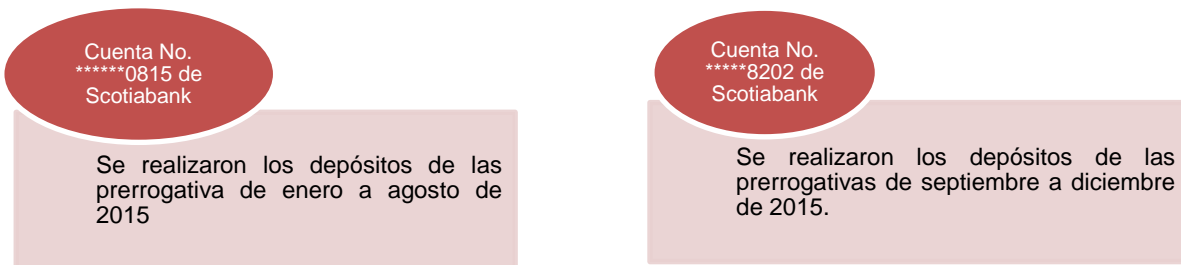 Cuenta No.
******0815 de
Scotiabank
Se realizaron los depósitos de las
prerrogativa de enero a agosto de
2015
Cuenta No.
*****8202 de
Scotiabank
Se realizaron los depósitos de las
prerrogativas de septiembre a diciembre
de 2015.